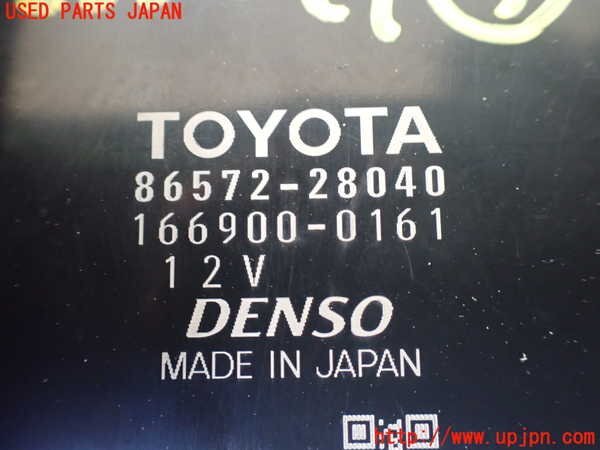 USED PARTS JAPAN
TOYOTA
86572-28040
166900-0161
12V
DENSO
MADE IN JAPAN
http://www.upjpn.com/